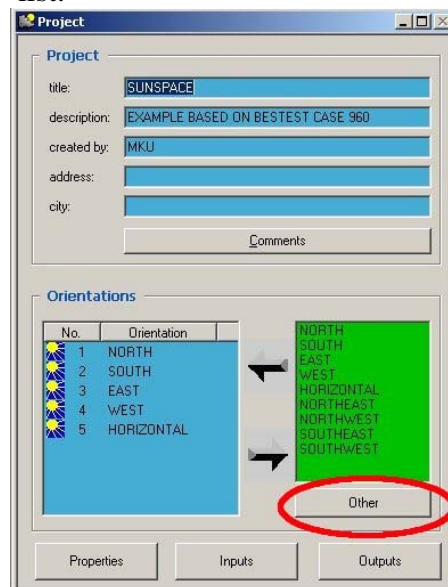 list.
Project
Project
title: SUNSPACE
description: EXAMPLE BASED ON BESTEST CASE 960
created by: MKU
address:
city:
Comments
Orientations
No. Orientation
1 NORTH
2 SOUTH
3 EAST
4 WEST
5 HORIZONTAL
NORTH
SOUTH
EAST
WEST
HORIZONTAL
NORTHEAST
NORTHWEST
SOUTHEAST
SOUTHWEST
Other
Properties Inputs Outputs